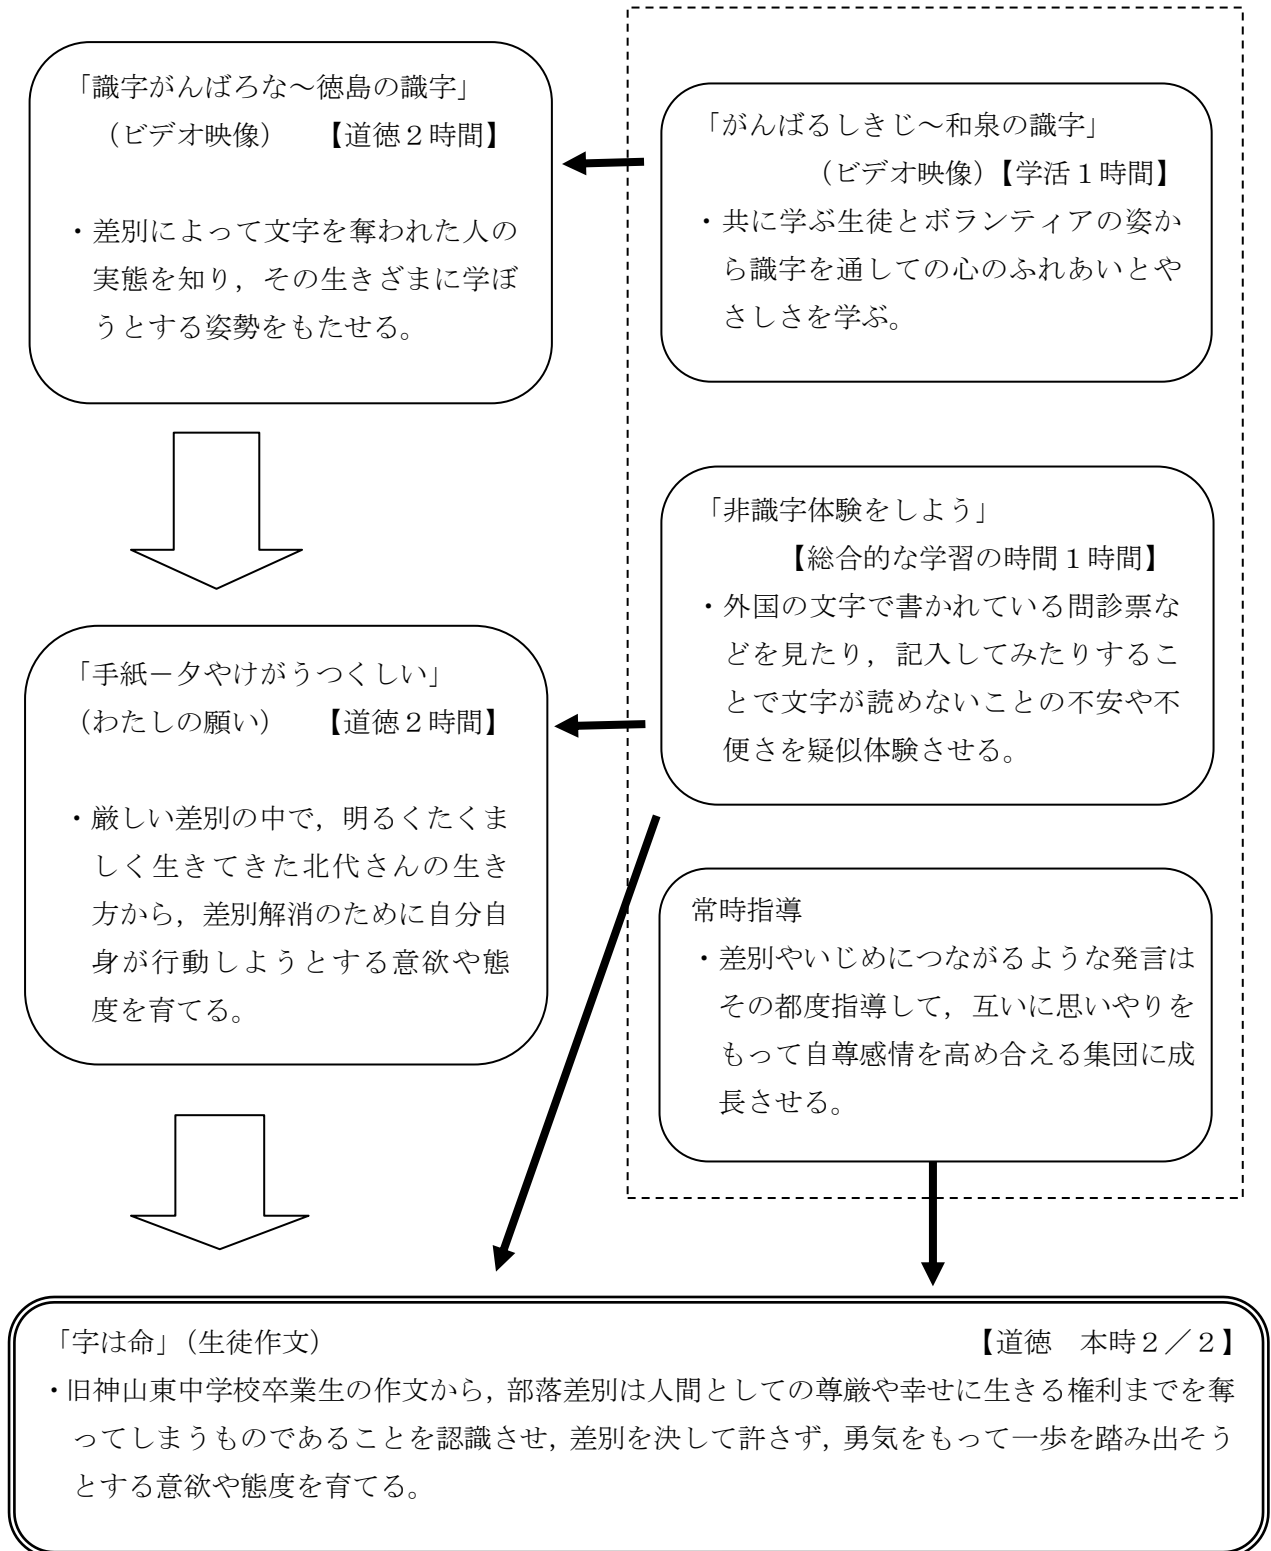 「識字がんばろな~徳島の識字」
(ビデオ映像) 【道徳2時間】
・差別によって文字を奪われた人の
実態を知り,その生きざまに学ぼ
うとする姿勢をもたせる。
「がんばるしきじ~和泉の識字」
(ビデオ映像)【学活1時間】
・共に学ぶ生徒とボランティアの姿か
ら識字を通しての心のふれあいとや
さしさを学ぶ。
「非識字体験をしよう」
【総合的な学習の時間1時間】
・外国の文字で書かれている問診票な
どを見たり,記入してみたりするこ
とで文字が読めないことの不安や不
便さを疑似体験させる。
「手紙-夕やけがうつくしい」
(わたしの願い) 【道徳2時間】
・厳しい差別の中で,明るくたくま
しく生きてきた北代さんの生き
方から,差別解消のために自分自
身が行動しようとする意欲や態
度を育てる。
常時指導
・差別やいじめにつながるような発言は
その都度指導して,互いに思いやりを
もって自尊感情を高め合える集団に成
長させる。
「字は命」(生徒作文) 【道徳 本時2/2】
・旧神山東中学校卒業生の作文から,部落差別は人間としての尊厳や幸せに生きる権利までを奪
ってしまうものであることを認識させ,差別を決して許さず,勇気をもって一歩を踏み出そう
とする意欲や態度を育てる。